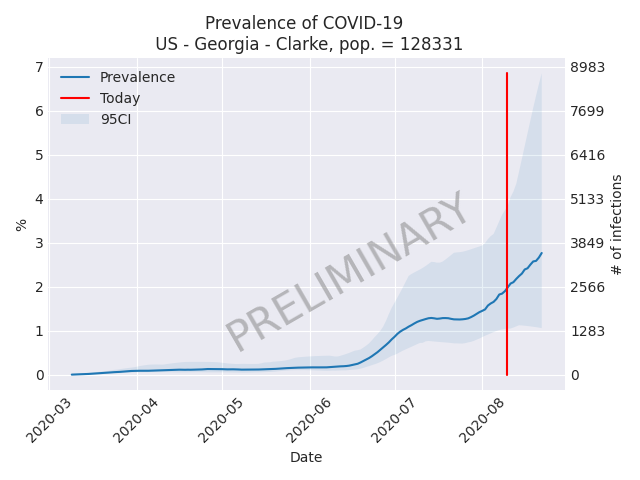 Prevalence of COVID-19
US - Georgia - Clarke, pop. = 128331
Prevalence
Today
95CI
7
6
5
4
3
2
1
0
%
8983
7699
6416
5133
3849
2566
1283
0
# of infections
PRELIMINARY
2020-03
2020-04
2020-05
2020-06
2020-07
2020-08
Date